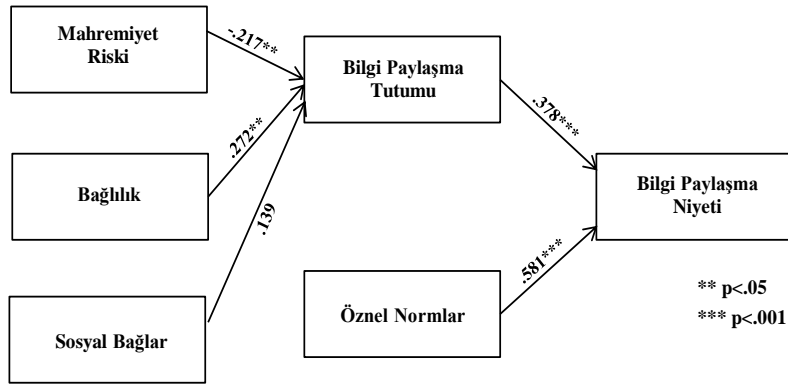 Mahremiyet
Riski
-.217**
Bilgi Paylaşma
Tutumu
.378***
.272**
Bağlılık
Bilgi Paylaşma
Niyeti
.139
.581***
Öznel Normlar
Sosyal Bağlar
** p<.05
*** p<.001